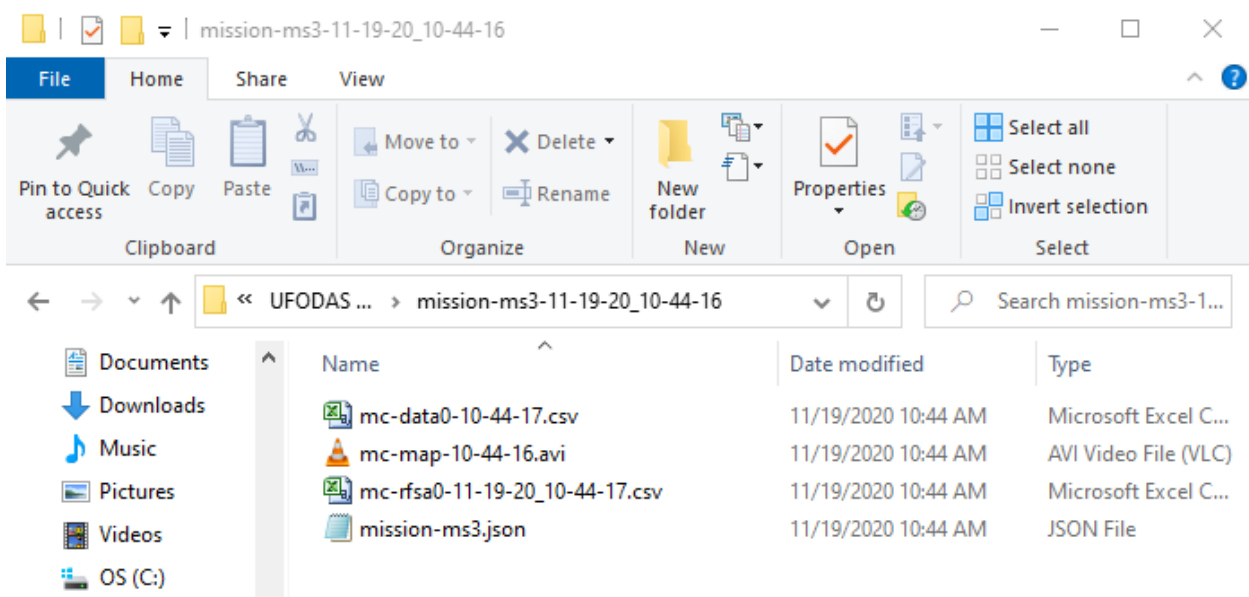 mission-ms3-11-19-20_10-44-16
File Home Share View
Pin to Quick access
Copy
Paste
Move to
Copy to
Delete
Rename
New folder
Properties
Select all
Select none
Invert selection
Clipboard Organize New Open Select
« UFODAS ... › mission-ms3-11-19-20_10-44-16 Search mission-ms3-1...
Name Date modified Type
Documents
Downloads
Music
Pictures
Videos
OS (C:)
mc-data0-10-44-17.csv 11/19/2020 10:44 AM Microsoft Excel C...
mc-map-10-44-16.avi 11/19/2020 10:44 AM AVI Video File (VLC)
mc-rfsa0-11-19-20_10-44-17.csv 11/19/2020 10:44 AM Microsoft Excel C...
mission-ms3.json 11/19/2020 10:44 AM JSON File